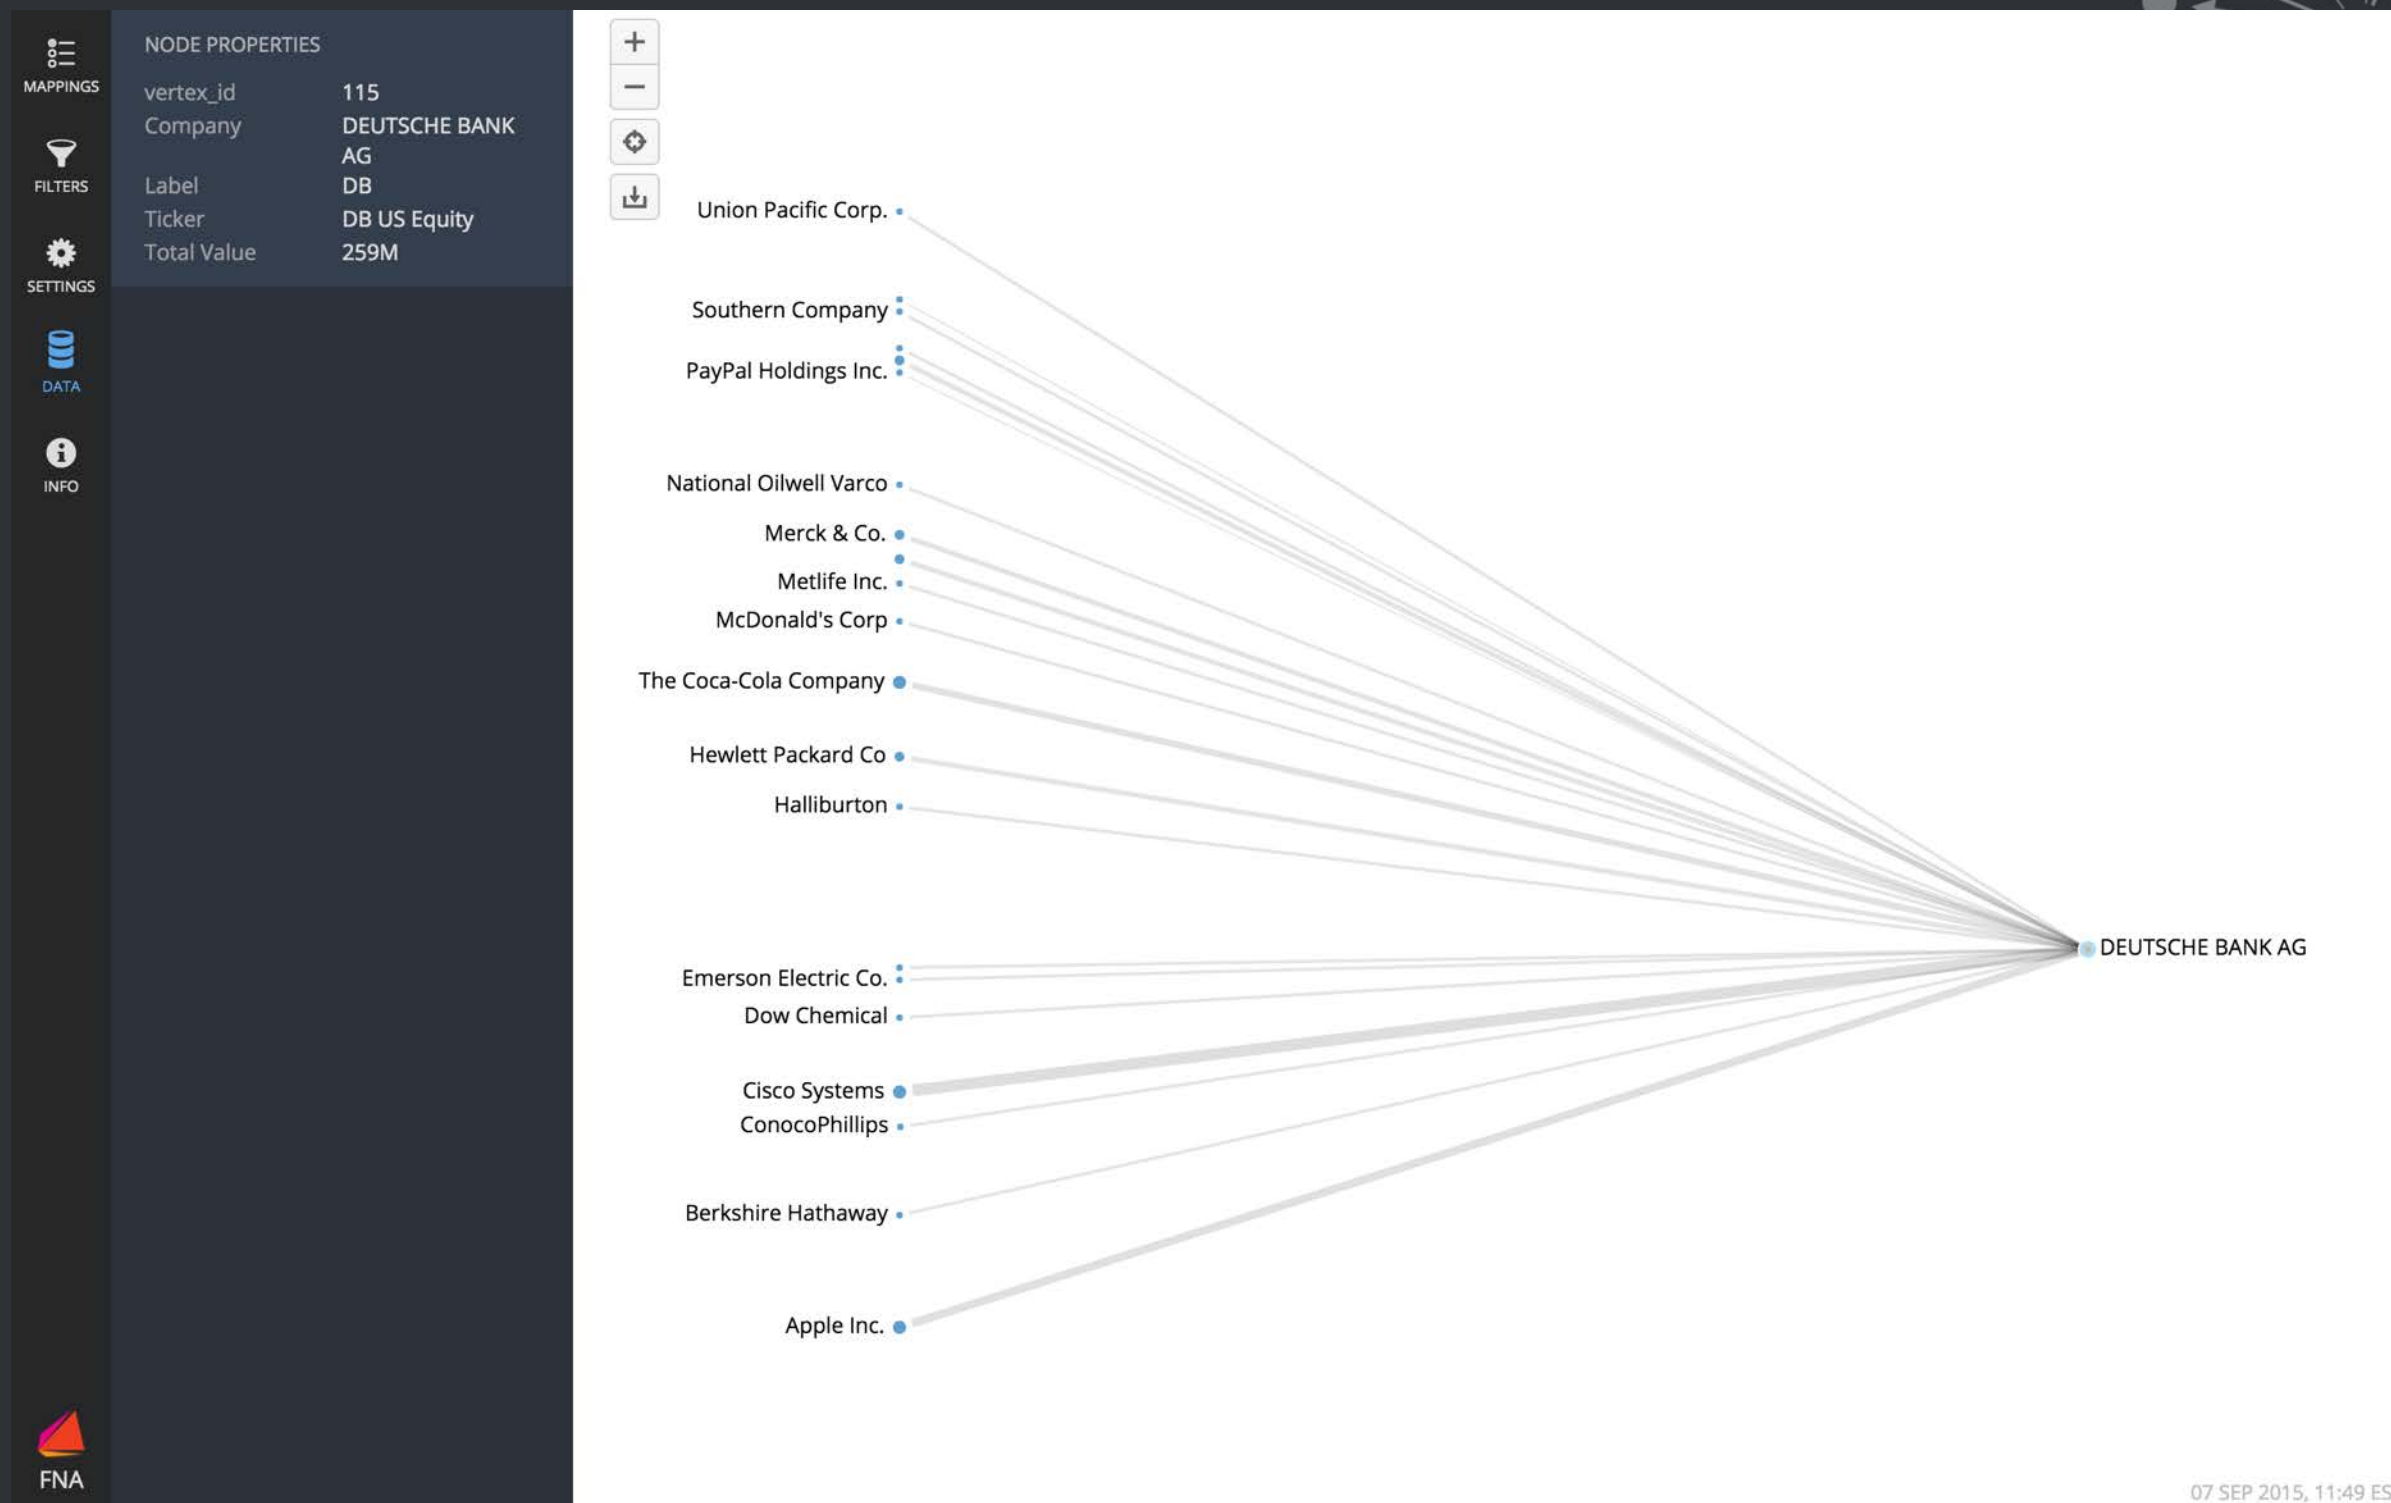 MAPPINGS
FILTERS
SETTINGS
DATA
INFO
FNA
NODE PROPERTIES
vertex_id 115
Company DEUTSCHE BANK
AG
Label DB
Ticker DB US Equity
Total Value 259M
Union Pacific Corp.
Southern Company
PayPal Holdings Inc.
National Oilwell Varco
Merck & Co.
Metlife Inc.
McDonald's Corp
The Coca-Cola Company
Hewlett Packard Co
Halliburton
DEUTSCHE BANK AG
Emerson Electric Co.
Dow Chemical
Cisco Systems
ConocoPhillips
Berkshire Hathaway
Apple Inc.
07 SEP 2015, 11:49 ES